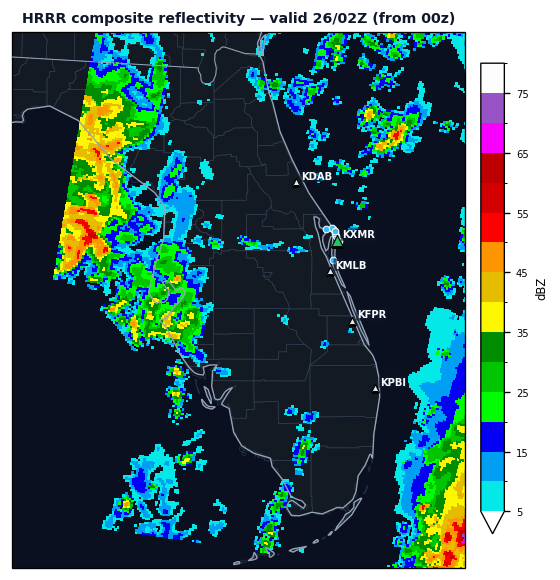 HRRR composite reflectivity — valid 26/02Z (from 00z)
KDAB
KXMR
KMLB
KFPR
KPBI
75
65
55
45
35
25
15
5
dBZ